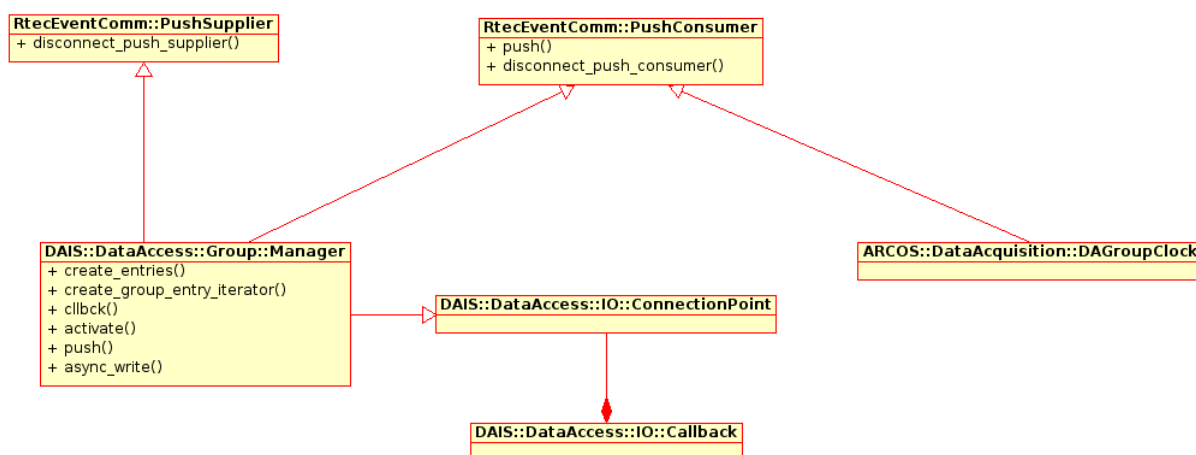 RtecEventComm::PushSupplier
+ disconnect_push_supplier()
RtecEventComm::PushConsumer
+ push()
+ disconnect_push_consumer()
DAIS::DataAccess::Group::Manager
+ create_entries()
+ create_group_entry_iterator()
+ cllbck()
+ activate()
+ push()
+ async_write()
ARCOS::DataAcquisition::DAGroupClock
DAIS::DataAccess::IO::ConnectionPoint
DAIS::DataAccess::IO::Callback